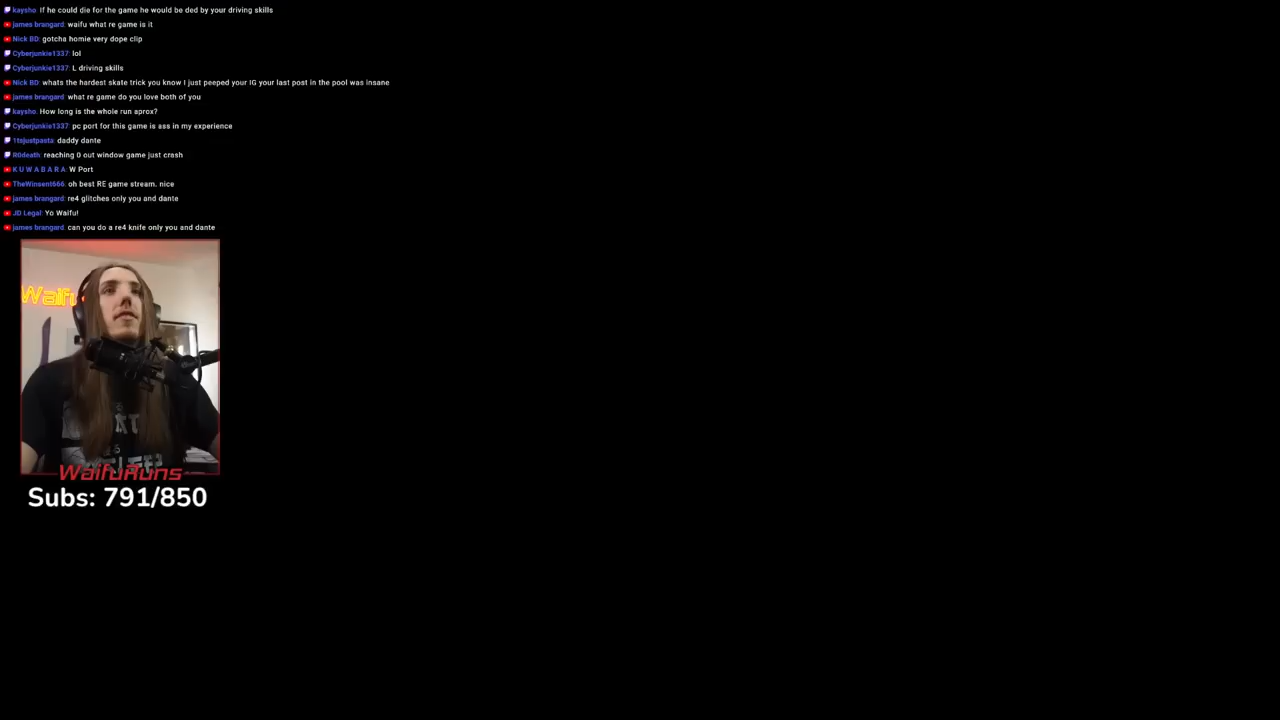 kaysho: If he could die for the game he would be ded by your driving skills
james brangard: waifu what re game is it
Nick BD: gotcha homie very dope clip
Cyberjunkie1337: lol
Cyberjunkie1337: L driving skills
Nick BD: whats the hardest skate trick you know I just peeped your IG your last post in the pool was insane
james brangard: what re game do you love both of you
kaysho: How long is the whole run aprox?
Cyberjunkie1337: pc port for this game is ass in my experience
1tsjustpasta: daddy dante
R0death: reaching 0 out window game just crash
K U W A B A R A: W Port
TheWinsent666: oh best RE game stream. nice
james brangard: re4 glitches only you and dante
JD Legal: Yo Waifu!
james brangard: can you do a re4 knife only you and dante
Waifu
WaifuRuns
Subs: 791/850